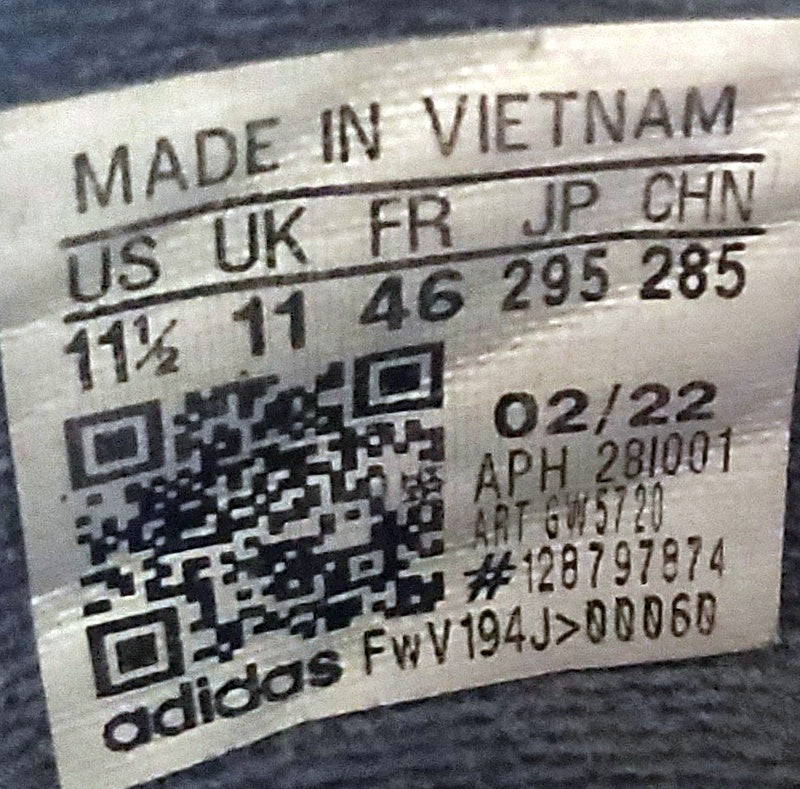 MADE IN VIETNAM
US UK FR JP CHN
11½ 11 46 295 285
02/22
APH 281001
ART GW5720
#128797874
adidas FwV194J>00060